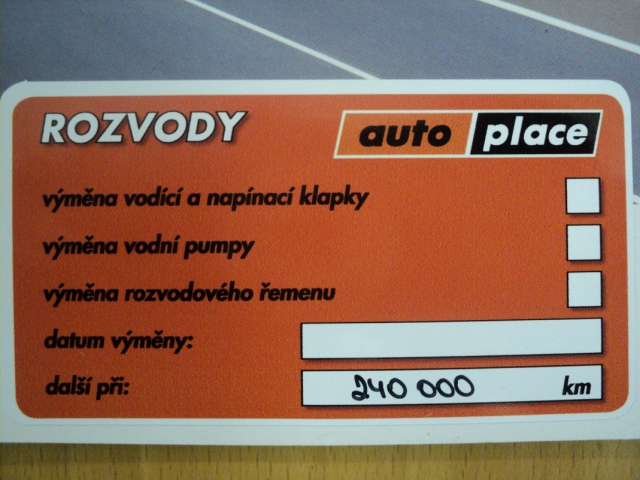 ROZVODY
auto place
výměna vodící a napínací klapky
výměna vodní pumpy
výměna rozvodového řemenu
datum výměny:
další při: 240 000 km